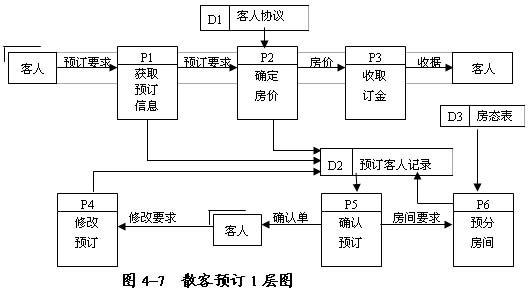 D1 客人协议
客人
预订要求
P1
获取
预订
信息
预订要求
P2
确定
房价
房价
P3
收取
订金
收据
客人
D3 房态表
D2 预订客人记录
P4
修改
预订
修改要求
客人
确认单
P5
确认
预订
房间要求
P6
预分
房间
图 4-7 散客预订 1 层图